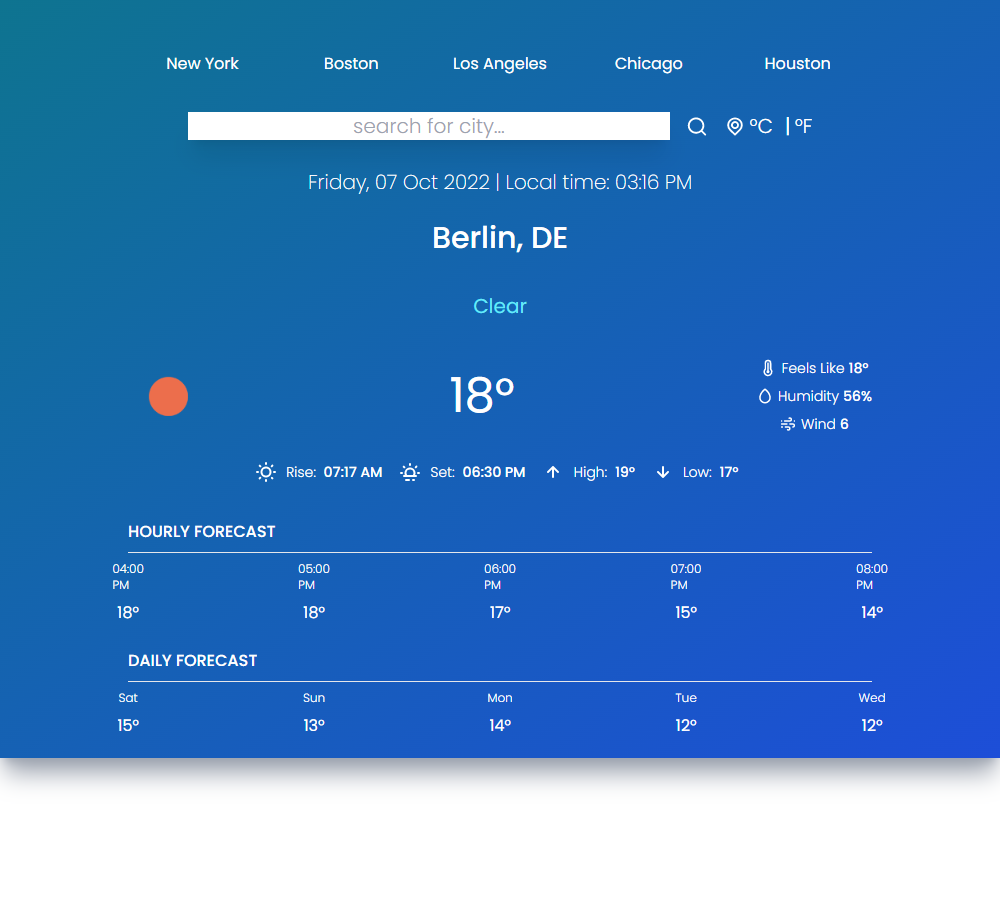 New York Boston Los Angeles Chicago Houston
search for city... °C | °F
Friday, 07 Oct 2022 | Local time: 03:16 PM
Berlin, DE
Clear
18°
Feels Like 18°
Humidity 56%
Wind 6
Rise: 07:17 AM Set: 06:30 PM High: 19° Low: 17°
HOURLY FORECAST
04:00 PM 05:00 PM 06:00 PM 07:00 PM 08:00 PM
18° 18° 17° 15° 14°
DAILY FORECAST
Sat Sun Mon Tue Wed
15° 13° 14° 12° 12°